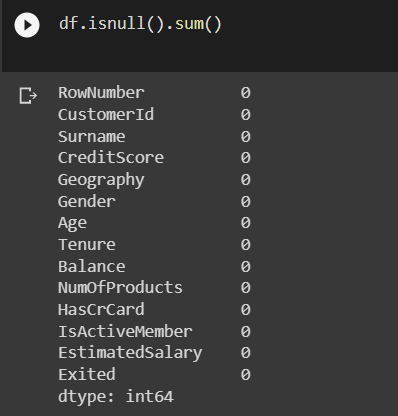 df.isnull().sum()
RowNumber 0
CustomerId 0
Surname 0
CreditScore 0
Geography 0
Gender 0
Age 0
Tenure 0
Balance 0
NumOfProducts 0
HasCrCard 0
IsActiveMember 0
EstimatedSalary 0
Exited 0
dtype: int64